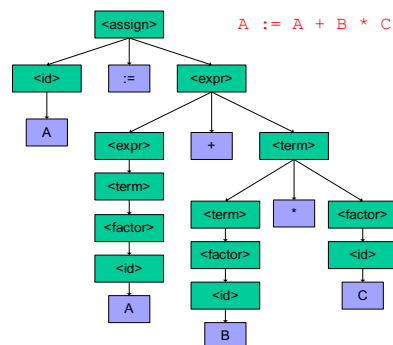 <assign> A := A + B * C
<id> := <expr>
A <expr> + <term>
<term>
<term> * <factor>
<factor>
<factor> <id>
<id>
<id> C
A
B